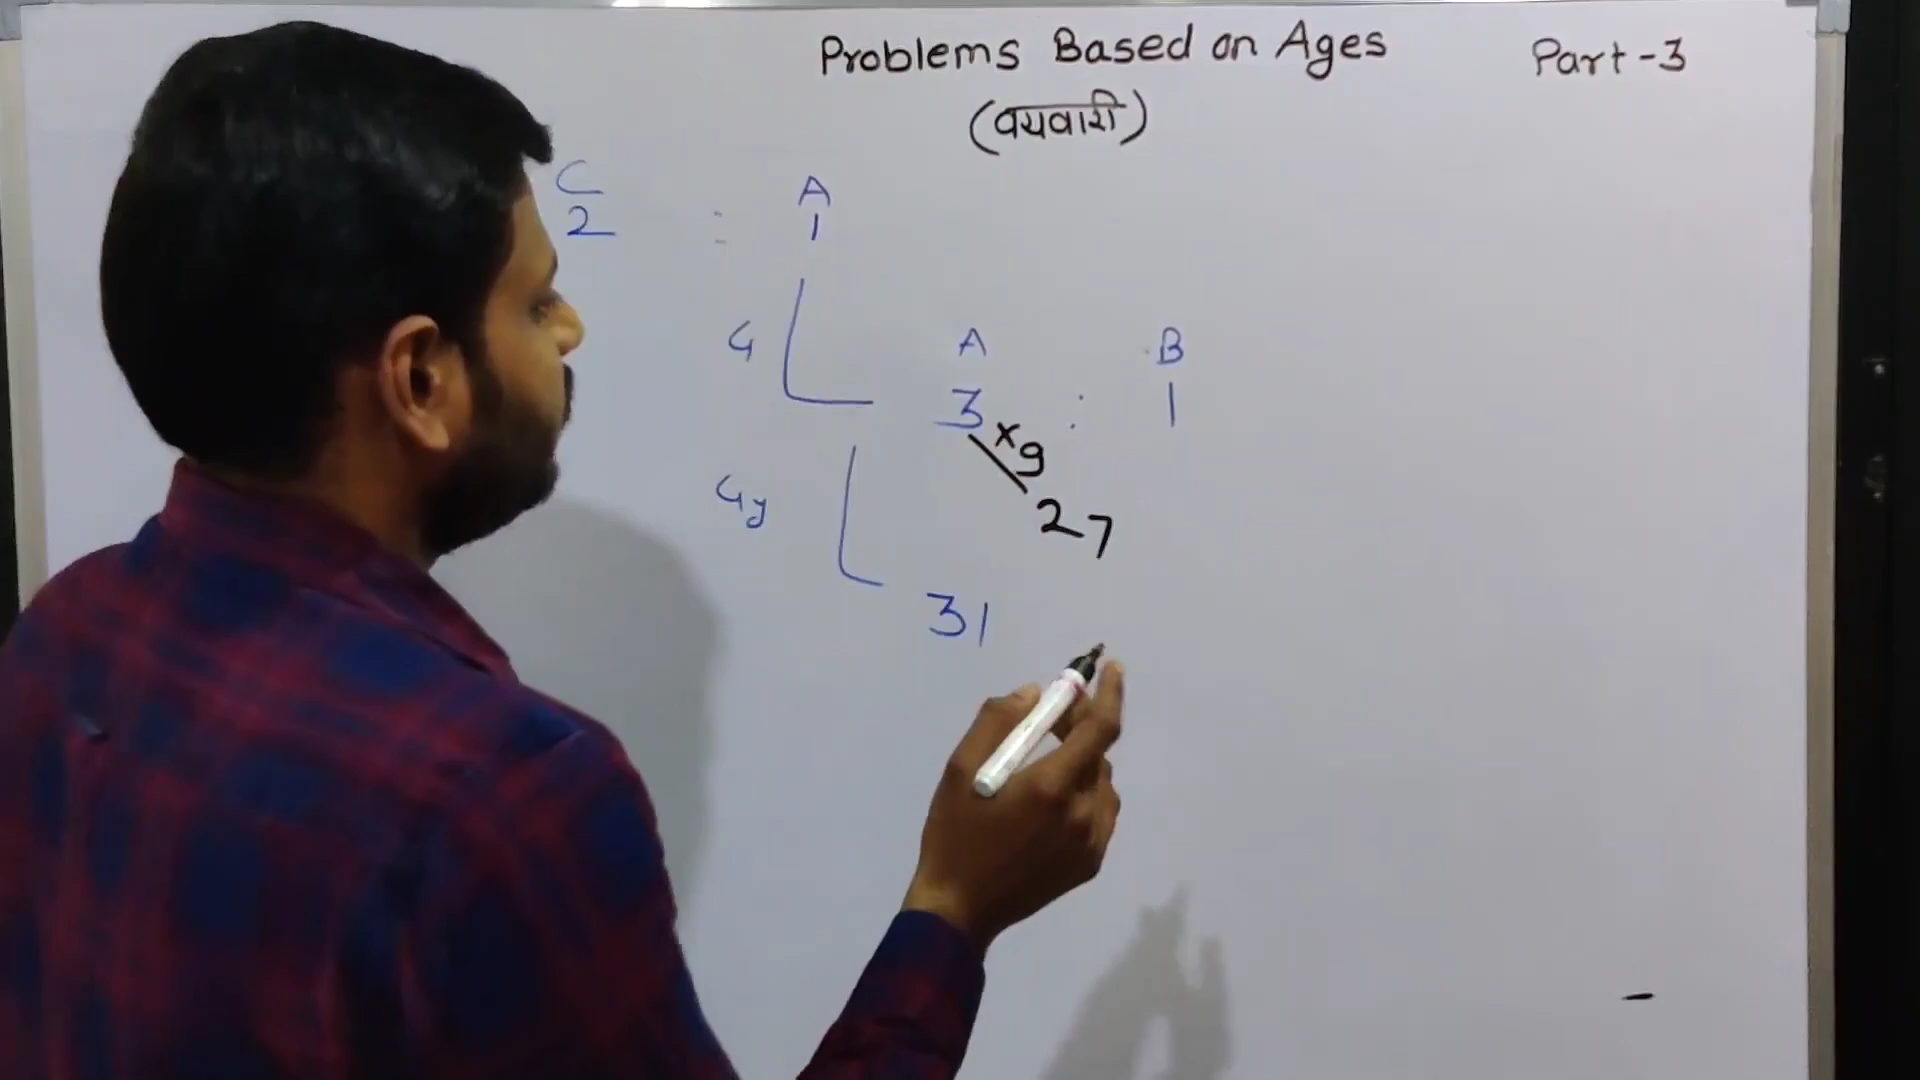 Problems Based on Ages Part-3
(वयवारी)
C A
2 : 1
4 A B
3 : 1
×9
4y 27
31